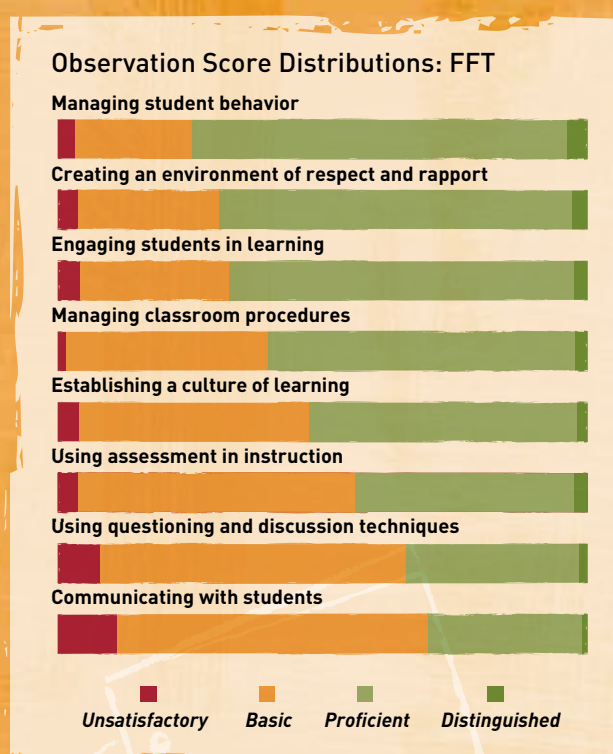 Observation Score Distributions: FFT
Managing student behavior
Creating an environment of respect and rapport
Engaging students in learning
Managing classroom procedures
Establishing a culture of learning
Using assessment in instruction
Using questioning and discussion techniques
Communicating with students
Unsatisfactory Basic Proficient Distinguished